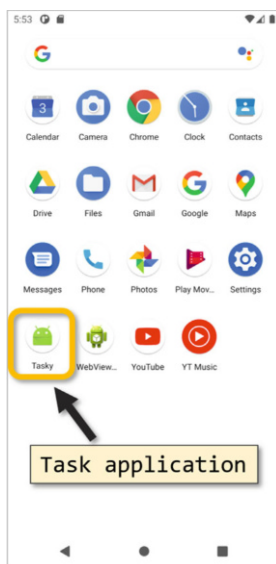 5:53
Calendar Camera Chrome Clock Contacts
Drive Files Gmail Google Maps
Messages Phone Photos Play Mov... Settings
Tasky WebView... YouTube YT Music
Task application